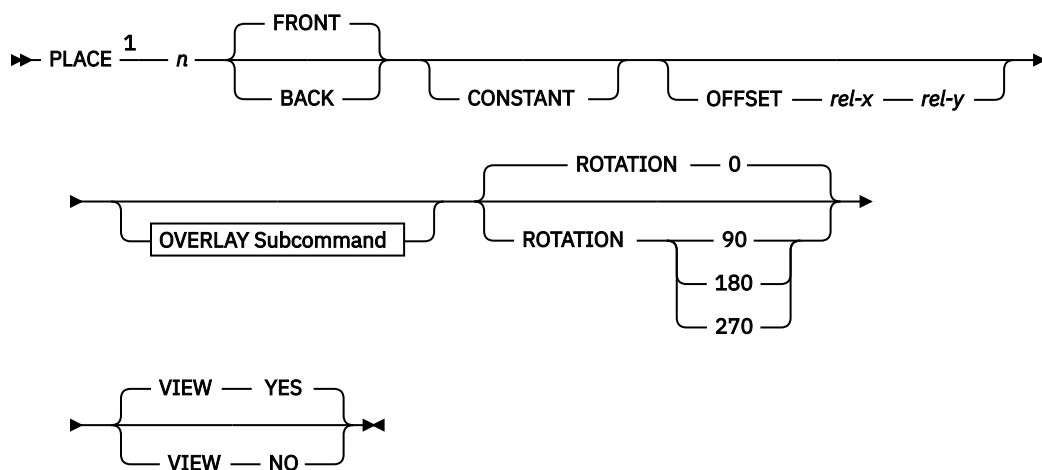 FRONT
PLACE 1 n
BACK
CONSTANT
OFFSET rel-x rel-y
ROTATION 0
OVERLAY Subcommand
ROTATION 90
180
270
VIEW YES
VIEW NO